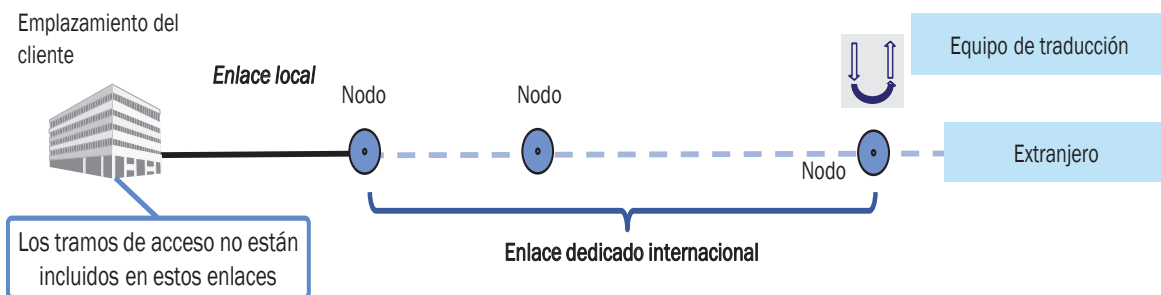 Emplazamiento del
cliente
Enlace local
Nodo
Nodo
Nodo
Equipo de traducción
Extranjero
Los tramos de acceso no están
incluidos en estos enlaces
Enlace dedicado internacional